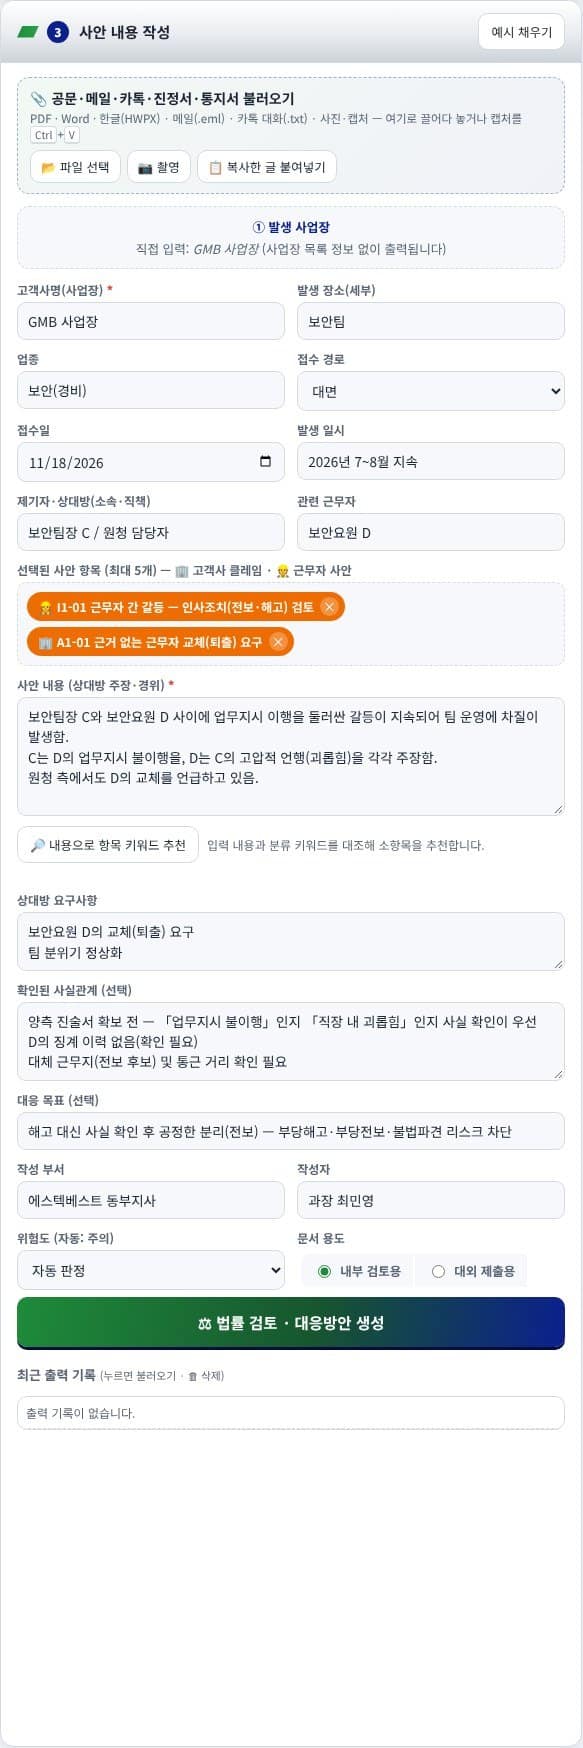 3 사안 내용 작성 예시 채우기
📎 공문·메일·카톡·진정서·통지서 불러오기
PDF · Word · 한글(HWPX) · 메일(.eml) · 카톡 대화(.txt) · 사진·캡처 — 여기로 끌어다 놓거나 캡처를
Ctrl+V
📂 파일 선택 📷 촬영 📋 복사한 글 붙여넣기
① 발생 사업장
직접 입력: GMB 사업장 (사업장 목록 정보 없이 출력됩니다)
고객사명(사업장) * 발생 장소(세부)
GMB 사업장 보안팀
업종 접수 경로
보안(경비) 대면
접수일 발생 일시
11/18/2026 2026년 7~8월 지속
제기자·상대방(소속·직책) 관련 근무자
보안팀장 C / 원청 담당자 보안요원 D
선택된 사안 항목 (최대 5개) — 🏢 고객사 클레임 · 👷 근무자 사안
👷 I1-01 근무자 간 갈등 — 인사조치(전보·해고) 검토 ✕
🏢 A1-01 근거 없는 근무자 교체(퇴출) 요구 ✕
사안 내용 (상대방 주장·경위) *
보안팀장 C와 보안요원 D 사이에 업무지시 이행을 둘러싼 갈등이 지속되어 팀 운영에 차질이
발생함.
C는 D의 업무지시 불이행을, D는 C의 고압적 언행(괴롭힘)을 각각 주장함.
원청 측에서도 D의 교체를 언급하고 있음.
🔎 내용으로 항목 키워드 추천 입력 내용과 분류 키워드를 대조해 소항목을 추천합니다.
상대방 요구사항
보안요원 D의 교체(퇴출) 요구
팀 분위기 정상화
확인된 사실관계 (선택)
양측 진술서 확보 전 — 「업무지시 불이행」인지 「직장 내 괴롭힘」인지 사실 확인이 우선
D의 징계 이력 없음(확인 필요)
대체 근무지(전보 후보) 및 통근 거리 확인 필요
대응 목표 (선택)
해고 대신 사실 확인 후 공정한 분리(전보) — 부당해고·부당전보·불법파견 리스크 차단
작성 부서 작성자
에스텍베스트 동부지사 과장 최민영
위험도 (자동: 주의) 문서 용도
자동 판정 내부 검토용 대외 제출용
⚖ 법률 검토 · 대응방안 생성
최근 출력 기록 (누르면 불러오기 · 🗑 삭제)
출력 기록이 없습니다.